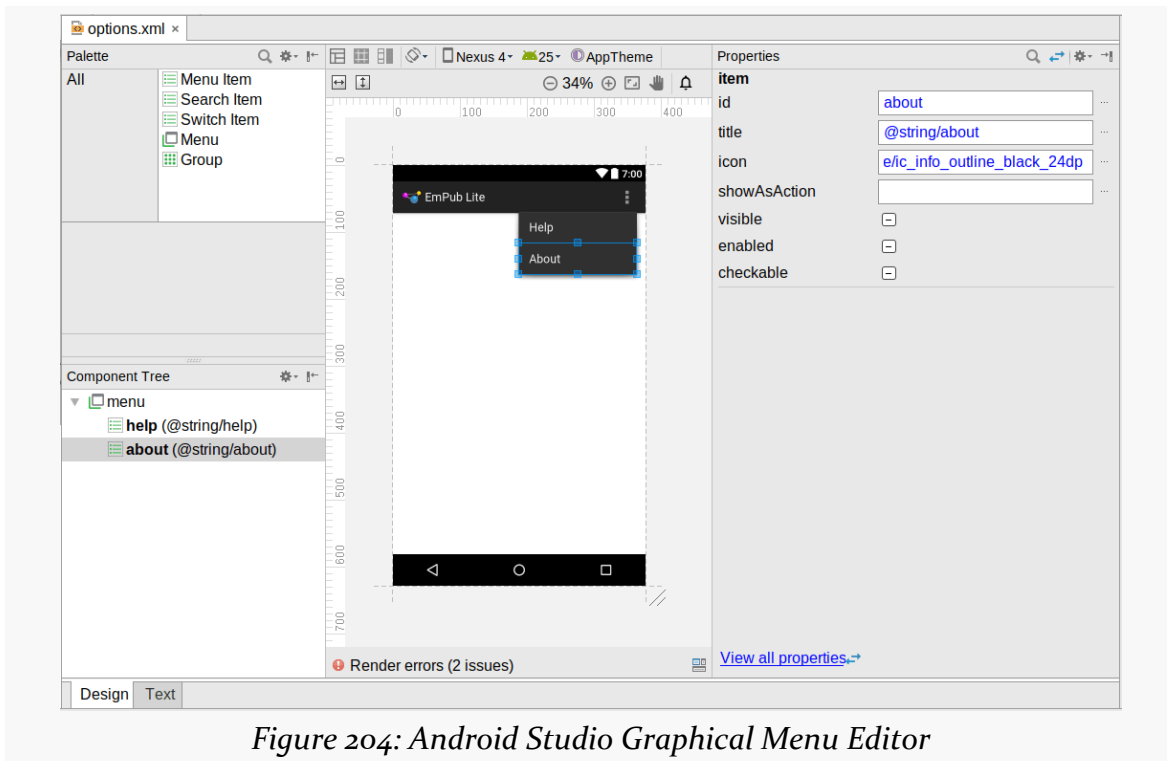 options.xml ×
Palette
All
Menu Item
Search Item
Switch Item
Menu
Group
Nexus 4
25
AppTheme
34%
0 100 200 300 400
0
100
200
300
400
500
600
700
7:00
EmPub Lite
Help
About
Render errors (2 issues)
Component Tree
menu
help (@string/help)
about (@string/about)
Properties
item
id about
title @string/about
icon e/ic_info_outline_black_24dp
showAsAction
visible
enabled
checkable
View all properties
Design Text
Figure 204: Android Studio Graphical Menu Editor